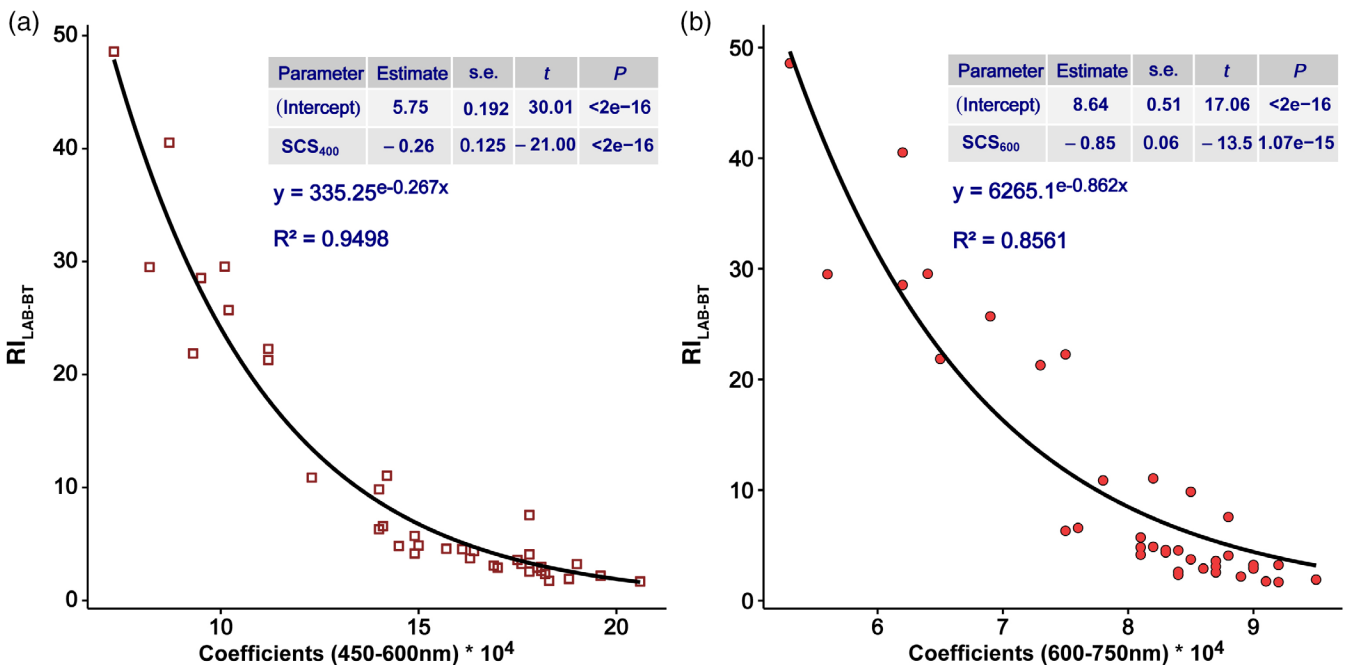 (a)
50
40
30
20
10
0
RI LAB-BT
Parameter Estimate s.e. t P
(Intercept) 5.75 0.192 30.01 <2e−16
SCS400 − 0.26 0.125 − 21.00 <2e−16
y = 335.25e-0.267x
R² = 0.9498
10 15 20
Coefficients (450-600nm) * 10⁴
(b)
50
40
30
20
10
0
RI LAB-BT
Parameter Estimate s.e. t P
(Intercept) 8.64 0.51 17.06 <2e−16
SCS600 − 0.85 0.06 − 13.5 1.07e−15
y = 6265.1e-0.862x
R² = 0.8561
6 7 8 9
Coefficients (600-750nm) * 10⁴